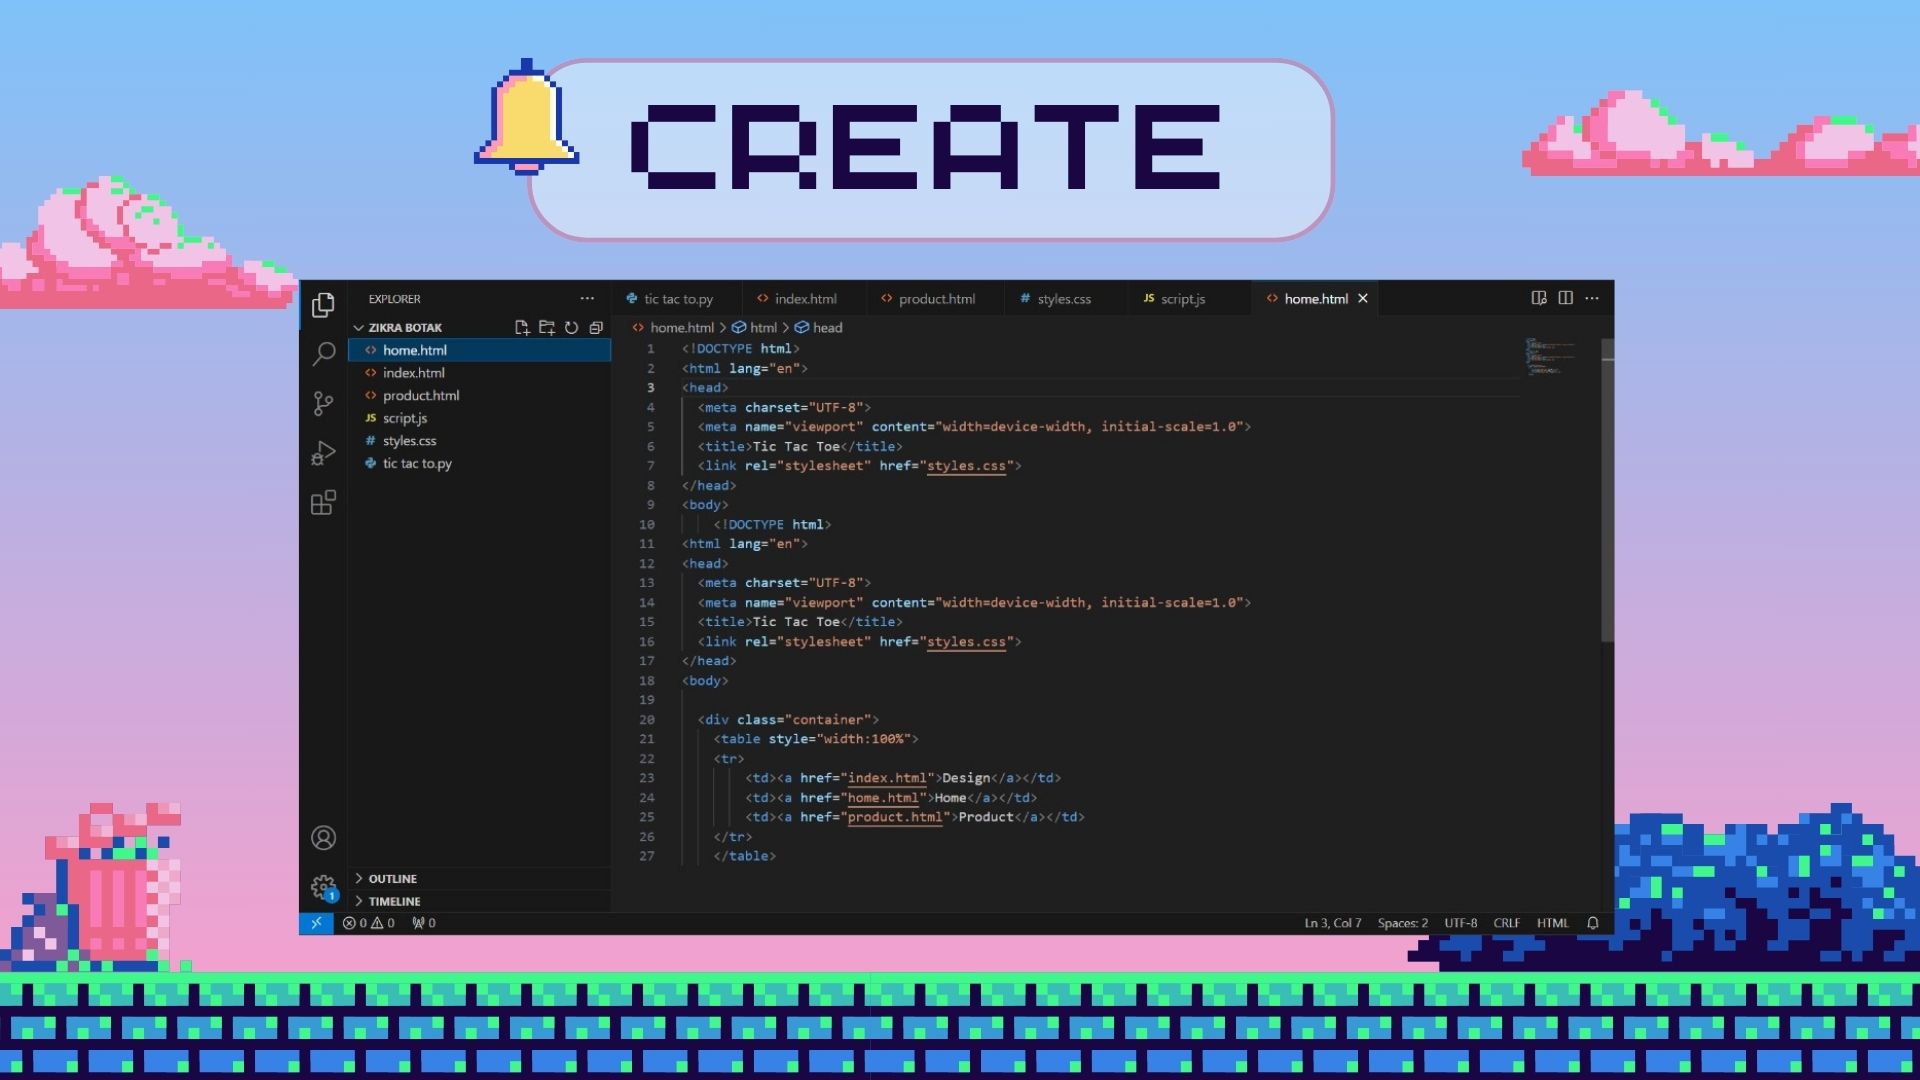 CREATE
EXPLORER
ZIKRA BOTAK
home.html
index.html
product.html
JS script.js
# styles.css
tic tac to.py
OUTLINE
TIMELINE
tic tac to.py <> index.html <> product.html # styles.css JS script.js <> home.html
<> home.html > html > head
1 <!DOCTYPE html>
2 <html lang="en">
3 <head>
4 <meta charset="UTF-8">
5 <meta name="viewport" content="width=device-width, initial-scale=1.0">
6 <title>Tic Tac Toe</title>
7 <link rel="stylesheet" href="styles.css">
8 </head>
9 <body>
10 <!DOCTYPE html>
11 <html lang="en">
12 <head>
13 <meta charset="UTF-8">
14 <meta name="viewport" content="width=device-width, initial-scale=1.0">
15 <title>Tic Tac Toe</title>
16 <link rel="stylesheet" href="styles.css">
17 </head>
18 <body>
19
20 <div class="container">
21 <table style="width:100%">
22 <tr>
23 <td><a href="index.html">Design</a></td>
24 <td><a href="home.html">Home</a></td>
25 <td><a href="product.html">Product</a></td>
26 </tr>
27 </table>
1
0 0 0 Ln 3, Col 7 Spaces: 2 UTF-8 CRLF HTML